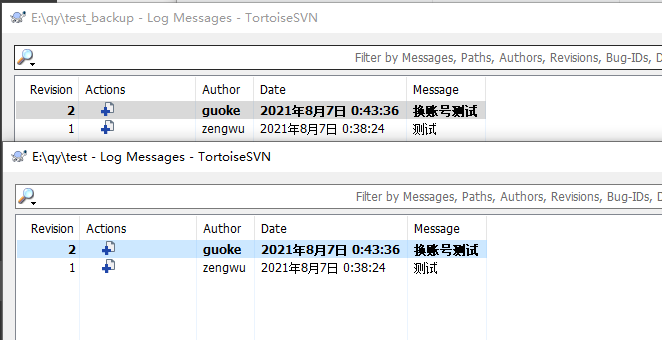 E:\qy\test_backup - Log Messages - TortoiseSVN
Filter by Messages, Paths, Authors, Revisions, Bug-IDs, D
Revision Actions Author Date Message
2 guoke 2021年8月7日 0:43:36 换账号测试
1 zengwu 2021年8月7日 0:38:24 测试
E:\qy\test - Log Messages - TortoiseSVN
Filter by Messages, Paths, Authors, Revisions, Bug-IDs, D
Revision Actions Author Date Message
2 guoke 2021年8月7日 0:43:36 换账号测试
1 zengwu 2021年8月7日 0:38:24 测试